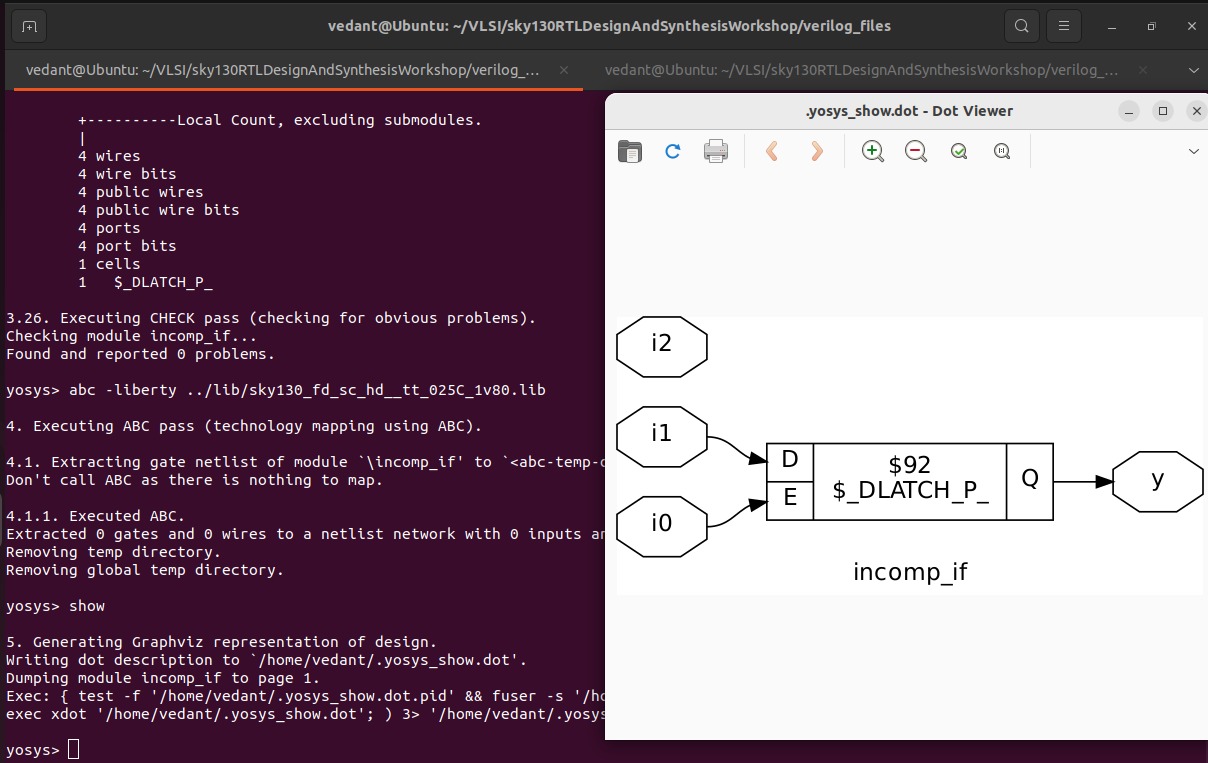 vedant@Ubuntu: ~/VLSI/sky130RTLDesignAndSynthesisWorkshop/verilog_files
vedant@Ubuntu: ~/VLSI/sky130RTLDesignAndSynthesisWorkshop/verilog_...
vedant@Ubuntu: ~/VLSI/sky130RTLDesignAndSynthesisWorkshop/verilog_...
+----------Local Count, excluding submodules.
|
4 wires
4 wire bits
4 public wires
4 public wire bits
4 ports
4 port bits
1 cells
1   $_DLATCH_P_
3.26. Executing CHECK pass (checking for obvious problems).
Checking module incomp_if...
Found and reported 0 problems.
yosys> abc -liberty ../lib/sky130_fd_sc_hd__tt_025C_1v80.lib
4. Executing ABC pass (technology mapping using ABC).
4.1. Extracting gate netlist of module `\incomp_if' to `<abc-temp-
Don't call ABC as there is nothing to map.
4.1.1. Executed ABC.
Extracted 0 gates and 0 wires to a netlist network with 0 inputs
Removing temp directory.
Removing global temp directory.
yosys> show
5. Generating Graphviz representation of design.
Writing dot description to `/home/vedant/.yosys_show.dot'.
Dumping module incomp_if to page 1.
Exec: { test -f '/home/vedant/.yosys_show.dot.pid' && fuser -s '/h
exec xdot '/home/vedant/.yosys_show.dot'; ) 3> '/home/vedant/.yosys
yosys>
.yosys_show.dot - Dot Viewer
i2
i1
i0
D
E
$92
$_DLATCH_P_
Q
y
incomp_if